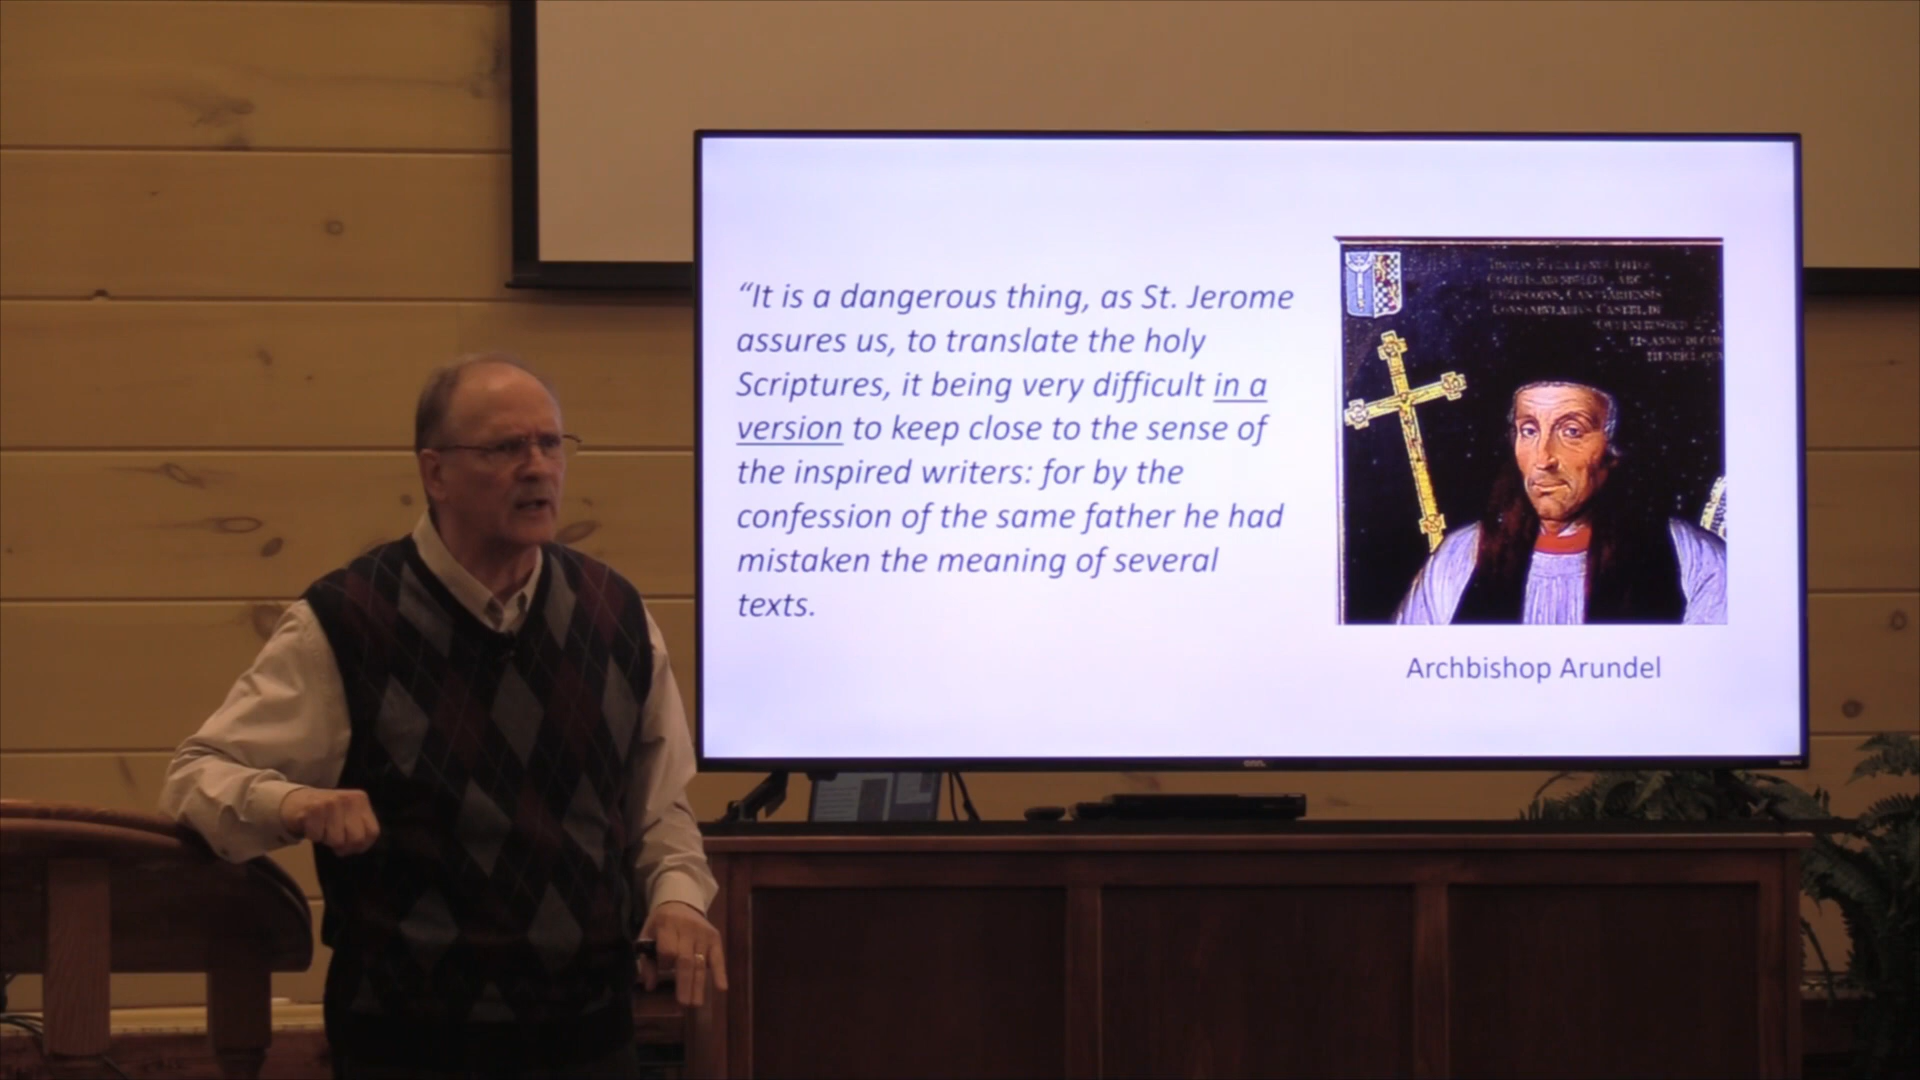 “It is a dangerous thing, as St. Jerome
assures us, to translate the holy
Scriptures, it being very difficult in a
version to keep close to the sense of
the inspired writers: for by the
confession of the same father he had
mistaken the meaning of several
texts.
Archbishop Arundel
onn.